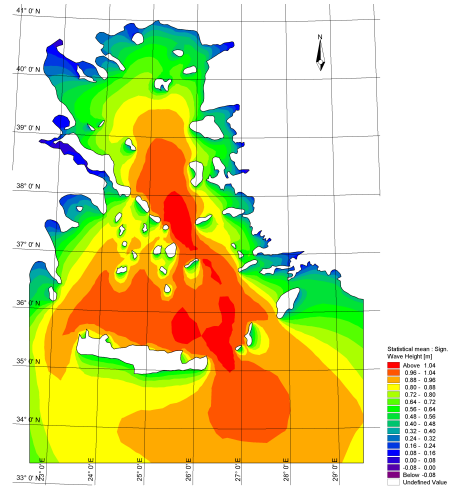 41° 0' N
N
40° 0' N
39° 0' N
38° 0' N
37° 0' N
36° 0' N
35° 0' N
34° 0' N
33° 0' N
23° 0' E
24° 0' E
25° 0' E
26° 0' E
27° 0' E
28° 0' E
29° 0' E
Statistical mean : Sign.
Wave Height [m]
Above 1.04
0.96 - 1.04
0.88 - 0.96
0.80 - 0.88
0.72 - 0.80
0.64 - 0.72
0.56 - 0.64
0.48 - 0.56
0.40 - 0.48
0.32 - 0.40
0.24 - 0.32
0.16 - 0.24
0.08 - 0.16
0.00 - 0.08
-0.08 - 0.00
Below -0.08
Undefined Value